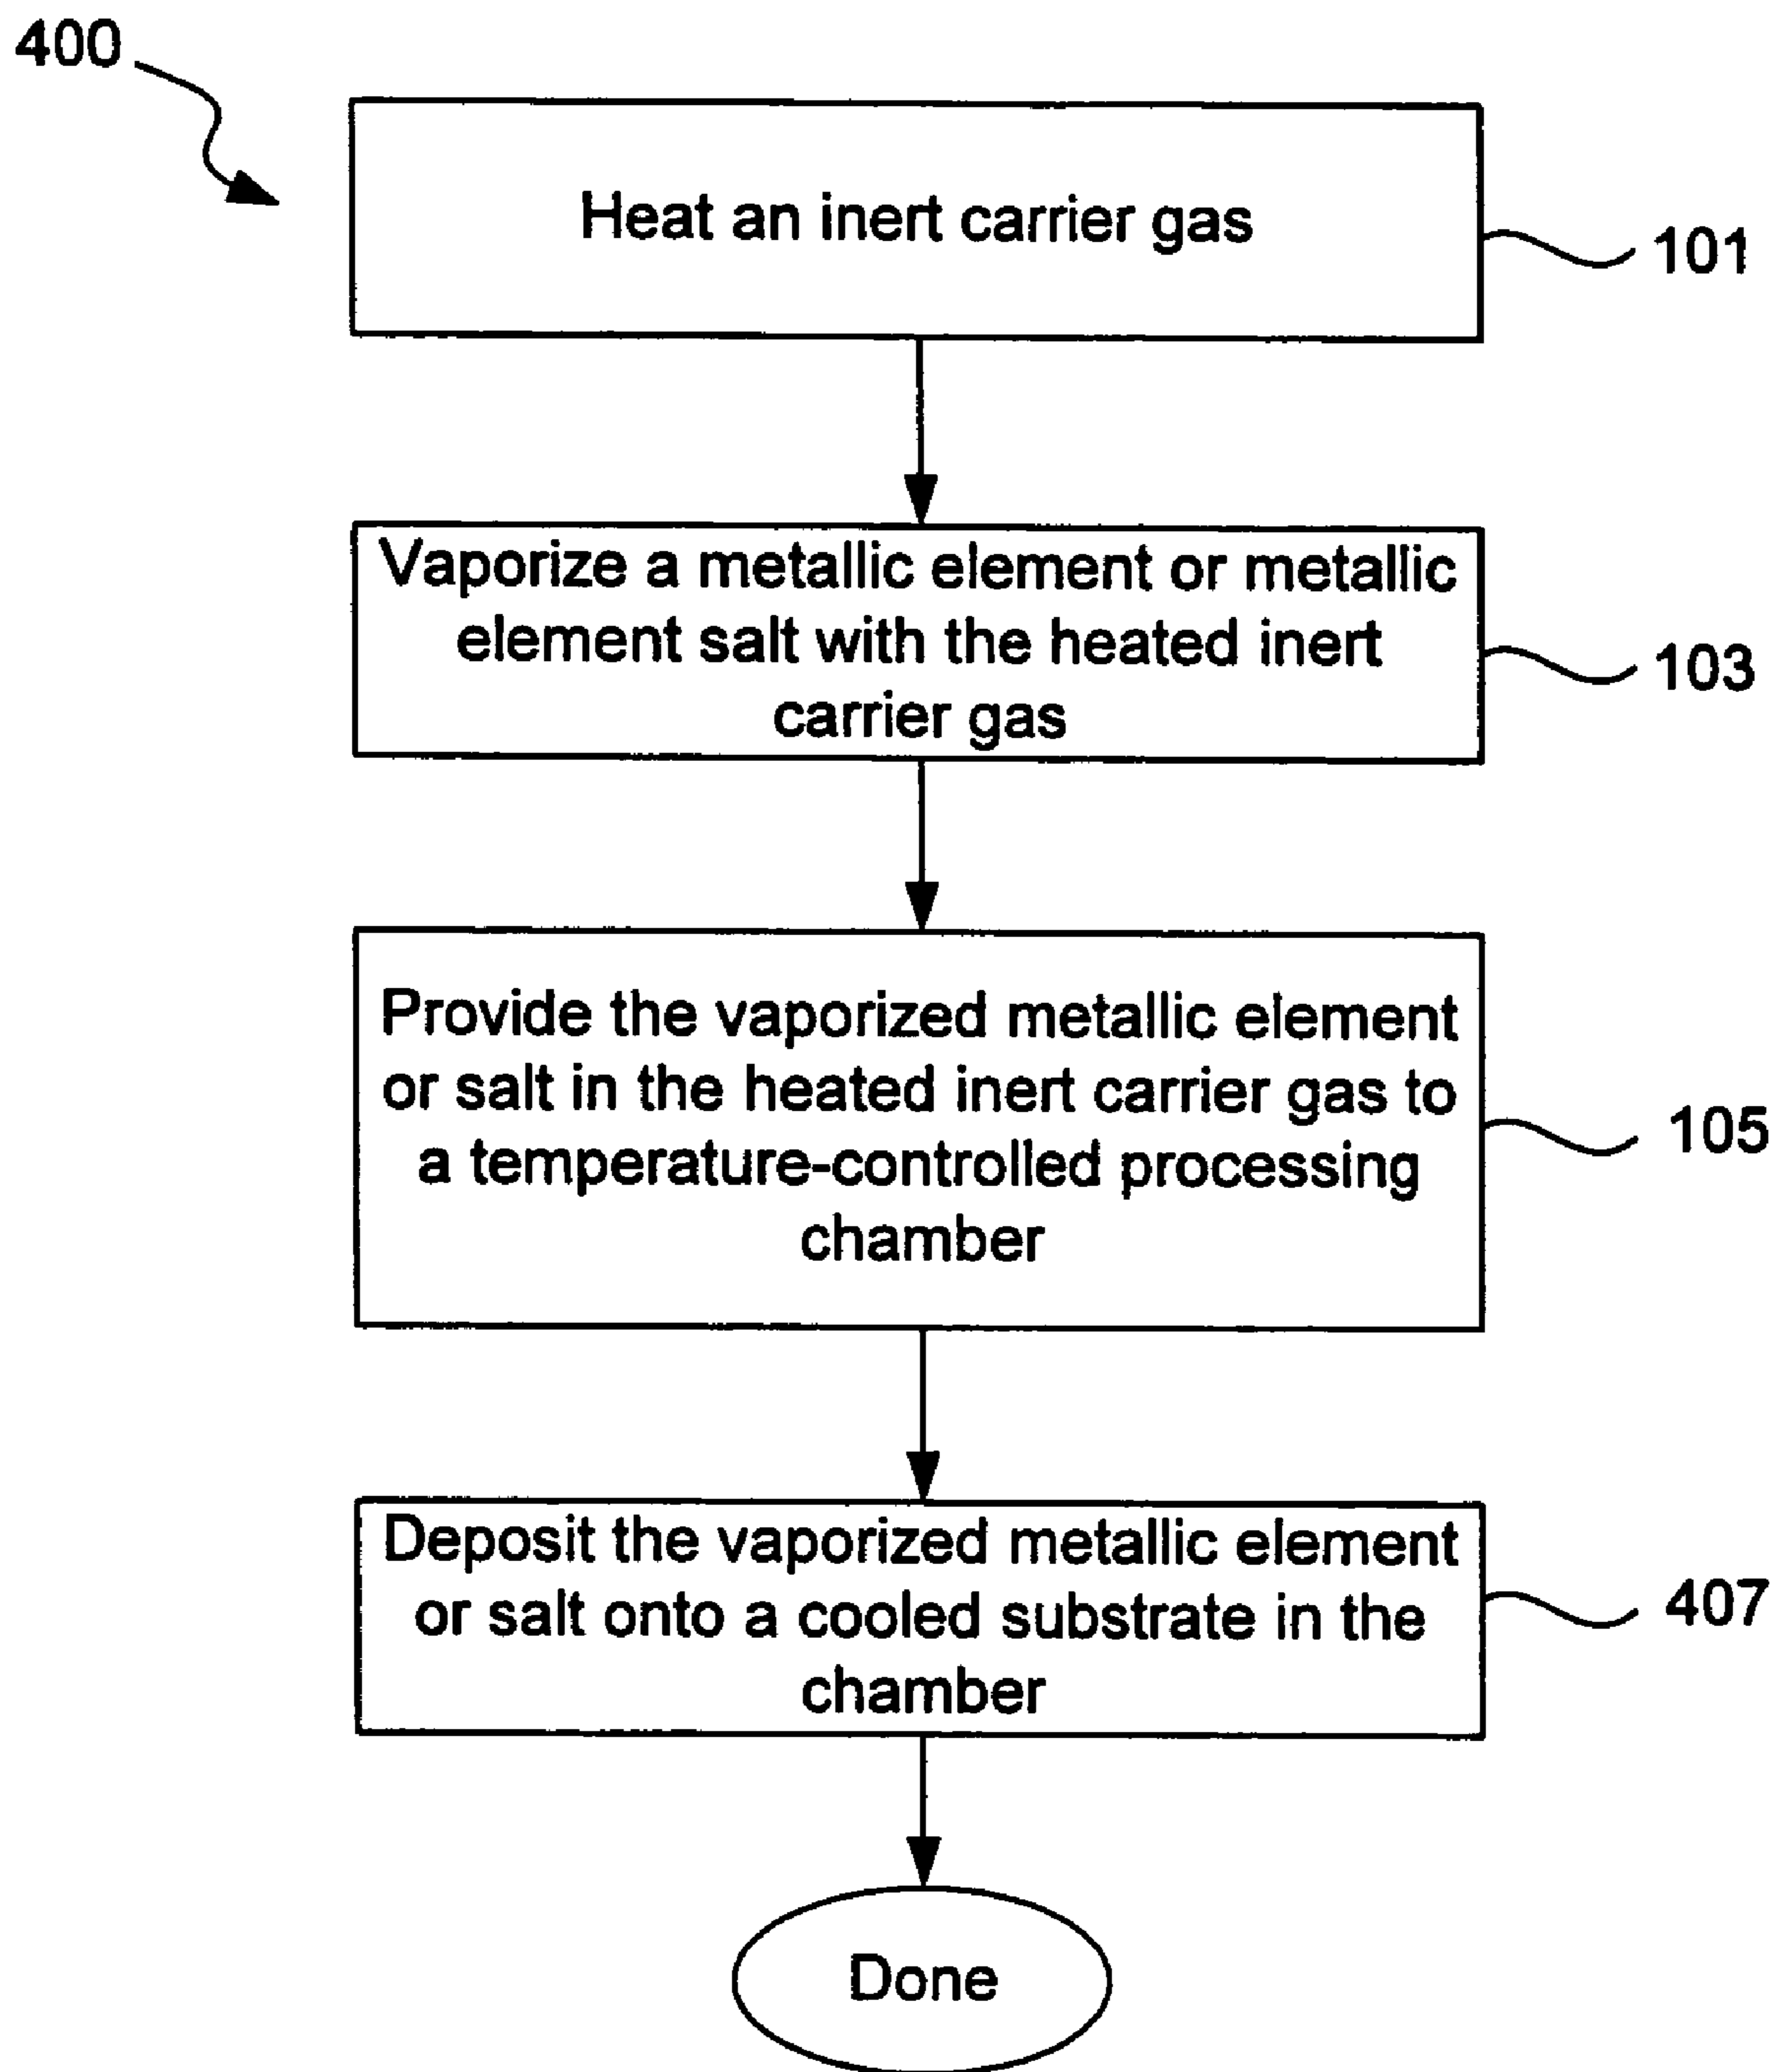 400
Heat an inert carrier gas
101
Vaporize a metallic element or metallic
element salt with the heated inert
carrier gas
103
Provide the vaporized metallic element
or salt in the heated inert carrier gas to
a temperature-controlled processing
chamber
105
Deposit the vaporized metallic element
or salt onto a cooled substrate in the
chamber
407
Done